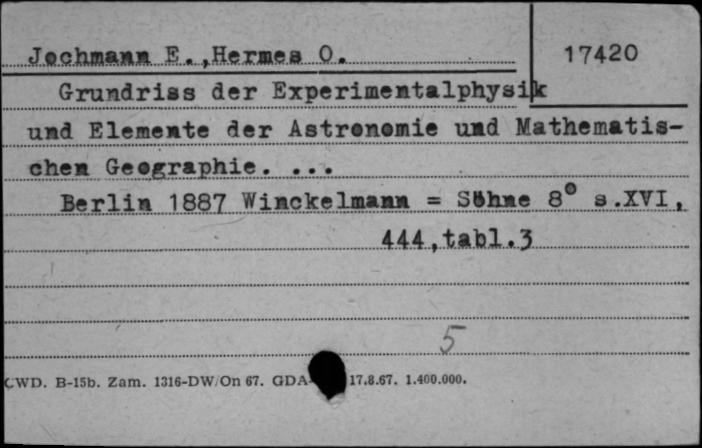 Jochmann E.,Hermes O.
17420
Grundriss der Experimentalphysik
und Elemente der Astronomie und Mathematis-
chen Geographie. ...
Berlin 1887 Winckelmann = Söhne 8° s.XVI,
444,tabl.3
5
CWD. B-15b. Zam. 1316-DW/On 67. GDA- 17.8.67. 1.400.000.